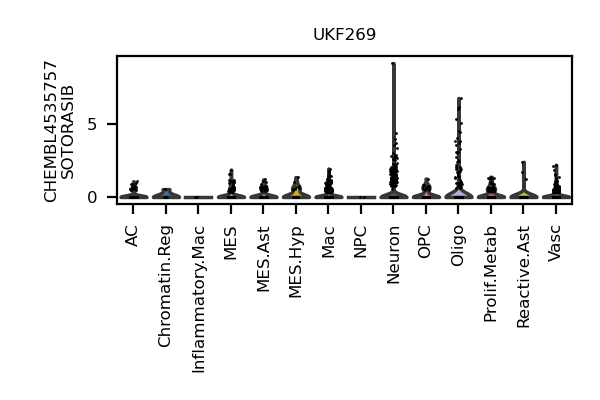 UKF269
CHEMBL4535757
SOTORASIB
5
0
AC
Chromatin.Reg
Inflammatory.Mac
MES
MES.Ast
MES.Hyp
Mac
NPC
Neuron
OPC
Oligo
Prolif.Metab
Reactive.Ast
Vasc